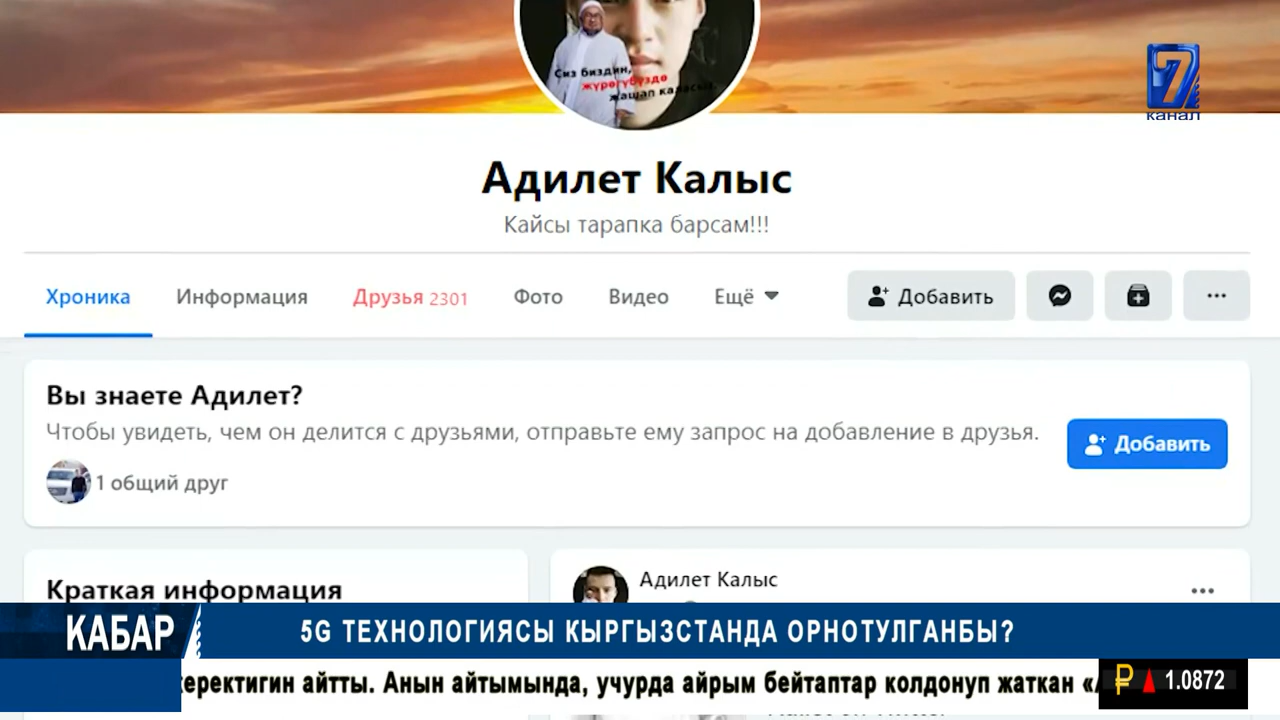 Сиз биздин,
жүрөгүбүздө
жашап каласың
7
канал
Адилет Калыс
Кайсы тарапка барсам!!!
Хроника Информация Друзья 2301 Фото Видео Ещё Добавить
Вы знаете Адилет?
Чтобы увидеть, чем он делится с друзьями, отправьте ему запрос на добавление в друзья.
Добавить
1 общий друг
Краткая информация
Адилет Калыс
КАБАР
5G ТЕХНОЛОГИЯСЫ КЫРГЫЗСТАНДА ОРНОТУЛГАНБЫ?
керектигин айтты. Анын айтымында, учурда айрым бейтаптар колдонуп жаткан
₽ ▲ 1.0872